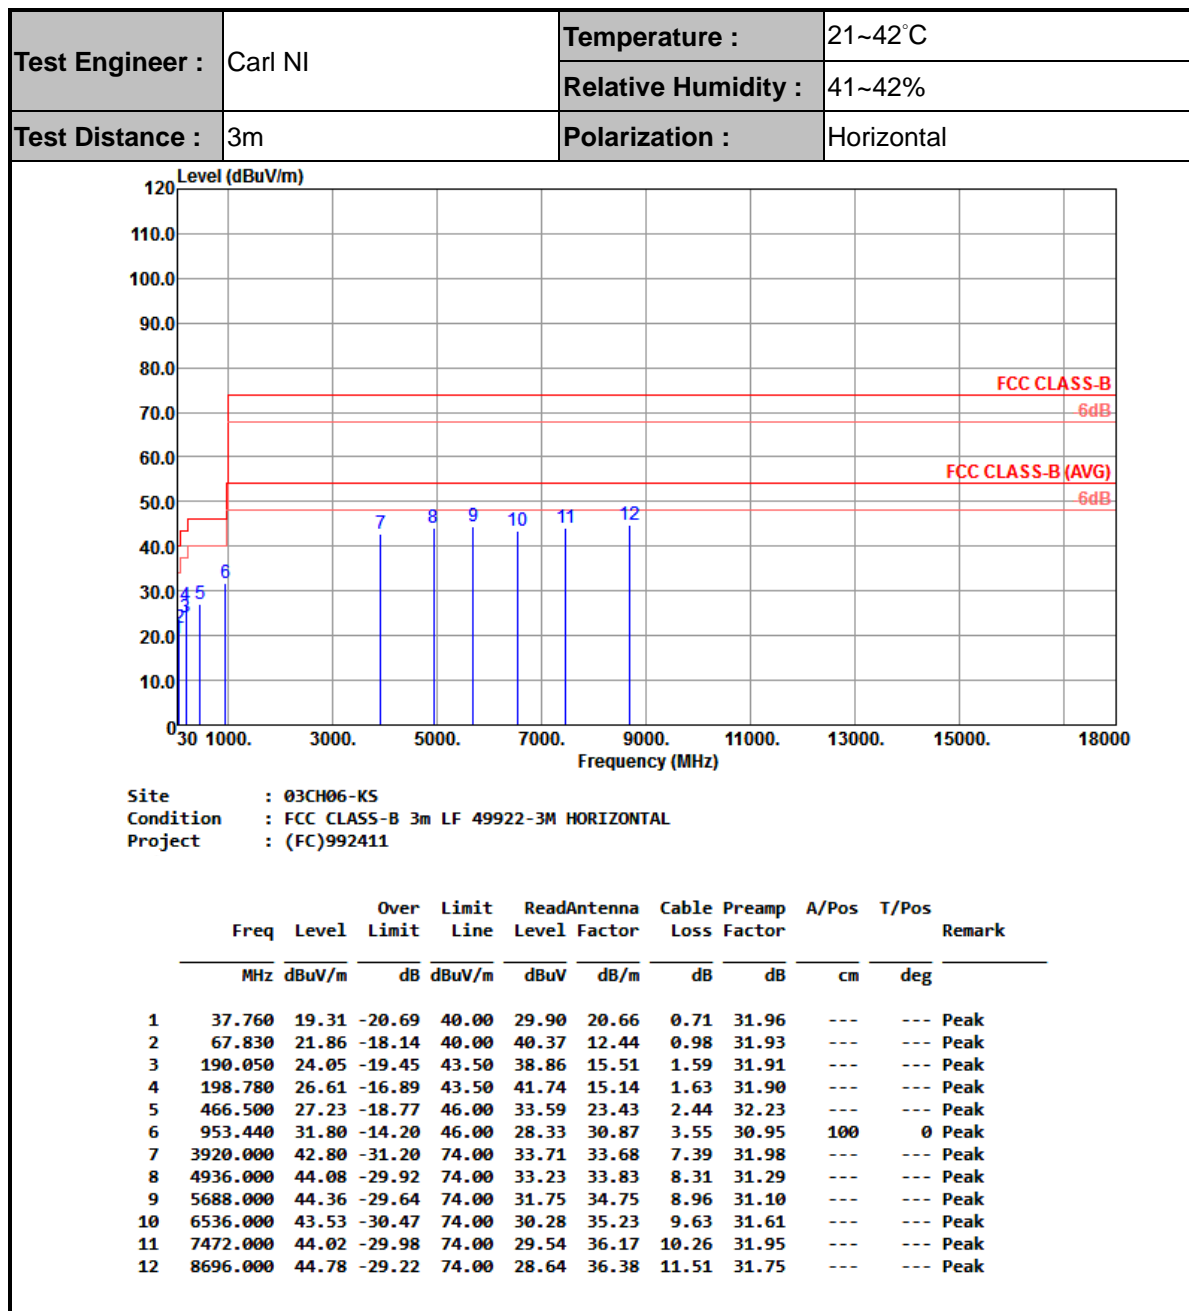 Test Engineer : Carl NI Temperature : 21~42°C
Relative Humidity : 41~42%
Test Distance : 3m Polarization : Horizontal
Level (dBuV/m)
120
110.0
100.0
90.0
80.0
FCC CLASS-B
70.0
-6dB
60.0
FCC CLASS-B (AVG)
50.0
-6dB
7 8 9 10 11 12
40.0
6
30.0
4 5
3
2
20.0
10.0
0
30 1000. 3000. 5000. 7000. 9000. 11000. 13000. 15000. 18000
Frequency (MHz)
Site : 03CH06-KS
Condition : FCC CLASS-B 3m LF 49922-3M HORIZONTAL
Project : (FC)992411
Over Limit ReadAntenna Cable Preamp A/Pos T/Pos
Freq Level Limit Line Level Factor Loss Factor Remark
MHz dBuV/m dB dBuV/m dBuV dB/m dB dB cm deg
1 37.760 19.31 -20.69 40.00 29.90 20.66 0.71 31.96 --- --- Peak
2 67.830 21.86 -18.14 40.00 40.37 12.44 0.98 31.93 --- --- Peak
3 190.050 24.05 -19.45 43.50 38.86 15.51 1.59 31.91 --- --- Peak
4 198.780 26.61 -16.89 43.50 41.74 15.14 1.63 31.90 --- --- Peak
5 466.500 27.23 -18.77 46.00 33.59 23.43 2.44 32.23 --- --- Peak
6 953.440 31.80 -14.20 46.00 28.33 30.87 3.55 30.95 100 0 Peak
7 3920.000 42.80 -31.20 74.00 33.71 33.68 7.39 31.98 --- --- Peak
8 4936.000 44.08 -29.92 74.00 33.23 33.83 8.31 31.29 --- --- Peak
9 5688.000 44.36 -29.64 74.00 31.75 34.75 8.96 31.10 --- --- Peak
10 6536.000 43.53 -30.47 74.00 30.28 35.23 9.63 31.61 --- --- Peak
11 7472.000 44.02 -29.98 74.00 29.54 36.17 10.26 31.95 --- --- Peak
12 8696.000 44.78 -29.22 74.00 28.64 36.38 11.51 31.75 --- --- Peak